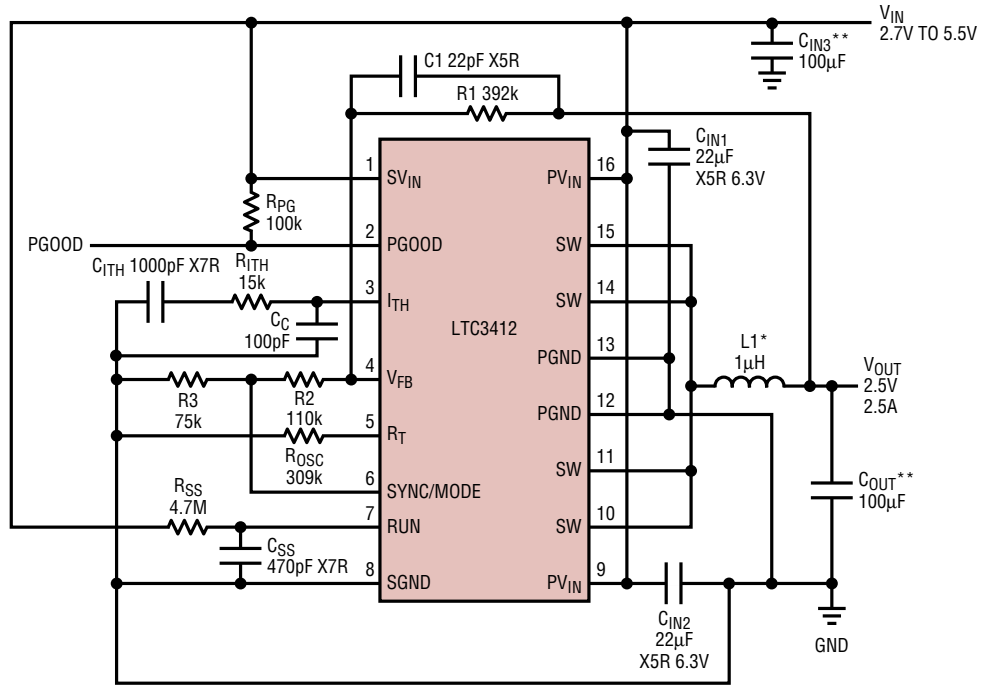 VIN
2.7V TO 5.5V
CIN3**
100µF
C1 22pF X5R
R1 392k
CIN1
22µF
X5R 6.3V
1
SVIN
PVIN
16
RPG
100k
PGOOD
2
PGOOD
SW
15
CITH 1000pF X7R
RITH
15k
3
ITH
SW
14
CC
100pF
LTC3412
PGND
13
L1*
1µH
VOUT
2.5V
2.5A
4
VFB
R3
75k
R2
110k
PGND
12
5
RT
ROSC
309k
SW
11
6
SYNC/MODE
COUT**
100µF
RSS
4.7M
7
RUN
SW
10
CSS
470pF X7R
8
SGND
PVIN
9
CIN2
22µF
X5R 6.3V
GND